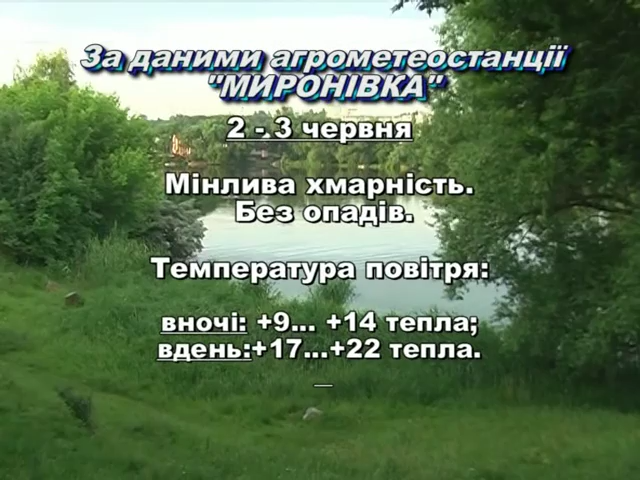 За даними агрометеостанції
"МИРОНІВКА"
2 - 3 червня
Мінлива хмарність.
Без опадів.
Температура повітря:
вночі: +9... +14 тепла;
вдень:+17...+22 тепла.